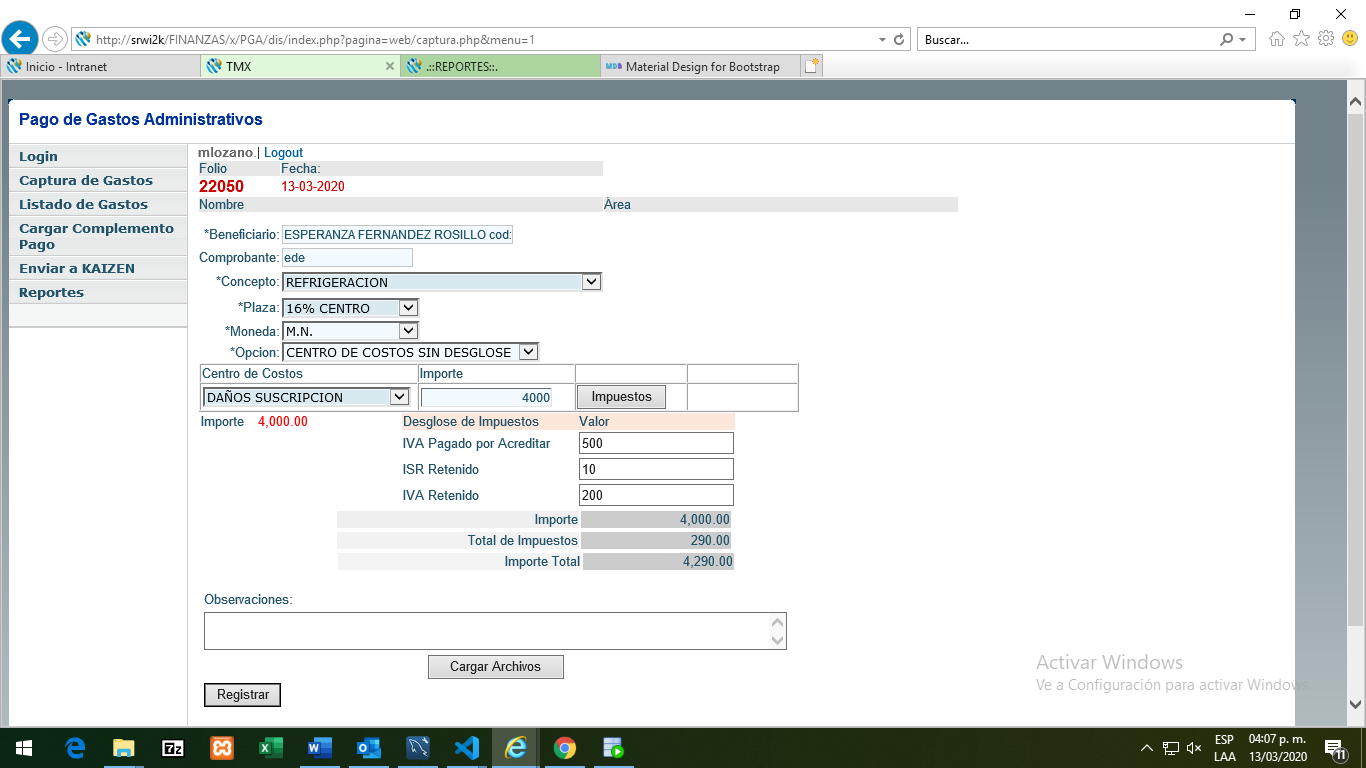 http://srwi2k/FINANZAS/x/PGA/dis/index.php?pagina=web/captura.php&menu=1
Buscar...
Inicio - Intranet
TMX
.::REPORTES::.
MDB Material Design for Bootstrap
Pago de Gastos Administrativos
Login
Captura de Gastos
Listado de Gastos
Cargar Complemento
Pago
Enviar a KAIZEN
Reportes
mlozano.| Logout
Folio Fecha:
22050 13-03-2020
Nombre Área
*Beneficiario: ESPERANZA FERNANDEZ ROSILLO cod:
Comprobante: ede
*Concepto: REFRIGERACION
*Plaza: 16% CENTRO
*Moneda: M.N.
*Opcion: CENTRO DE COSTOS SIN DESGLOSE
Centro de Costos Importe
DAÑOS SUSCRIPCION 4000 Impuestos
Importe 4,000.00 Desglose de Impuestos Valor
IVA Pagado por Acreditar 500
ISR Retenido 10
IVA Retenido 200
Importe 4,000.00
Total de Impuestos 290.00
Importe Total 4,290.00
Observaciones:
Cargar Archivos
Registrar
Activar Windows
Ve a Configuración para activar Windows.
7z
ESP
LAA
04:07 p. m.
13/03/2020
11